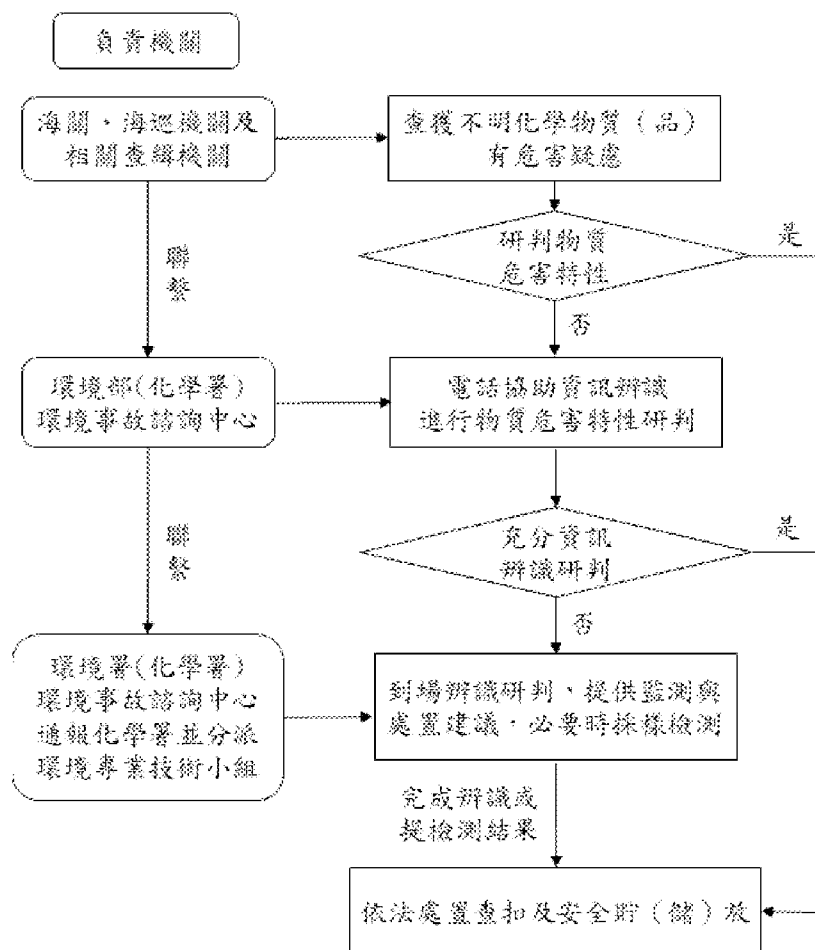 負責機關
海關、海巡機關及
相關查緝機關
查獲不明化學物質（品）
有危害疑慮
研判物質
危害特性
是
否
聯
繫
環境部(化學署)
環境事故諮詢中心
電話協助資訊辨識
進行物質危害特性研判
充分資訊
辨識研判
是
否
聯
繫
環境署(化學署)
環境事故諮詢中心
通報化學署並分派
環境專業技術小組
到場辨識研判、提供監測與
處置建議，必要時採樣檢測
完成辨識或
提檢測結果
依法處置查扣及安全貯（儲）放